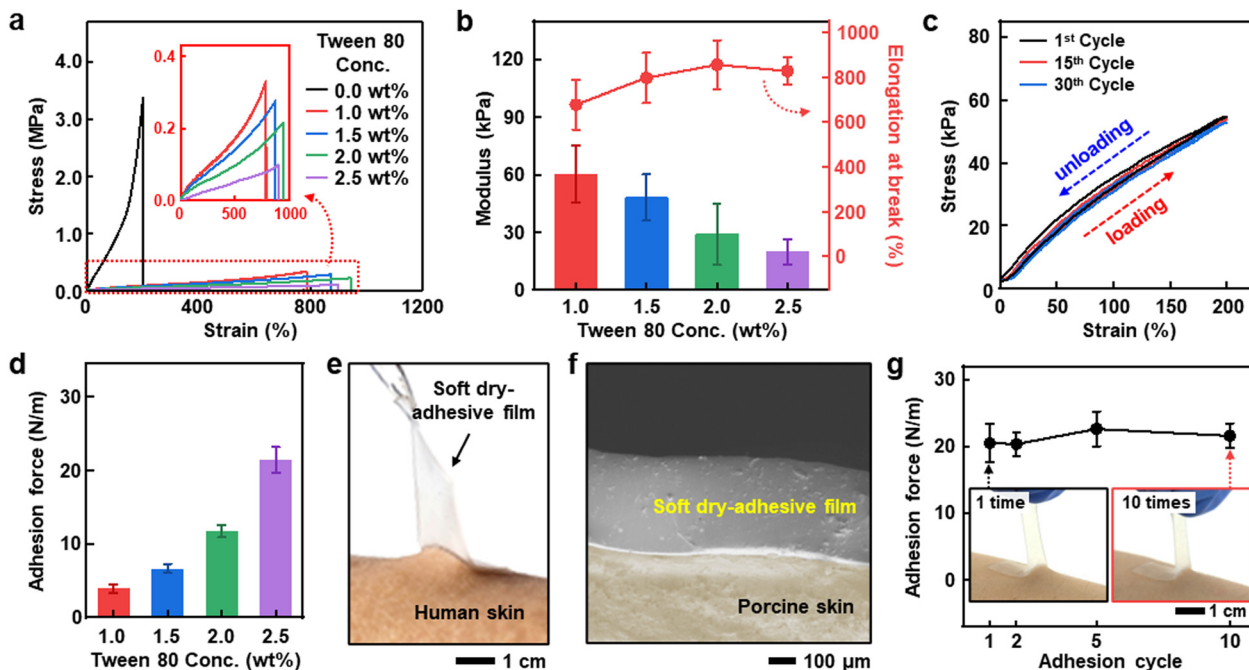 a
4.0
3.0
2.0
1.0
0.0
Stress (MPa)
0
400
800
1200
Strain (%)
0.4
0.2
0.0
0
500
1000
Tween 80
Conc.
0.0 wt%
1.0 wt%
1.5 wt%
2.0 wt%
2.5 wt%
b
120
90
60
30
0
Modulus (kPa)
1000
800
600
400
200
0
Elongation at break (%)
1.0
1.5
2.0
2.5
Tween 80 Conc. (wt%)
c
80
60
40
20
0
Stress (kPa)
1st Cycle
15th Cycle
30th Cycle
unloading
loading
0
50
100
150
200
Strain (%)
d
30
20
10
0
Adhesion force (N/m)
1.0
1.5
2.0
2.5
Tween 80 Conc. (wt%)
e
Soft dry-
adhesive film
Human skin
1 cm
f
Soft dry-adhesive film
Porcine skin
100 μm
g
30
20
10
0
Adhesion force (N/m)
1 time
10 times
1 cm
1
2
5
10
Adhesion cycle